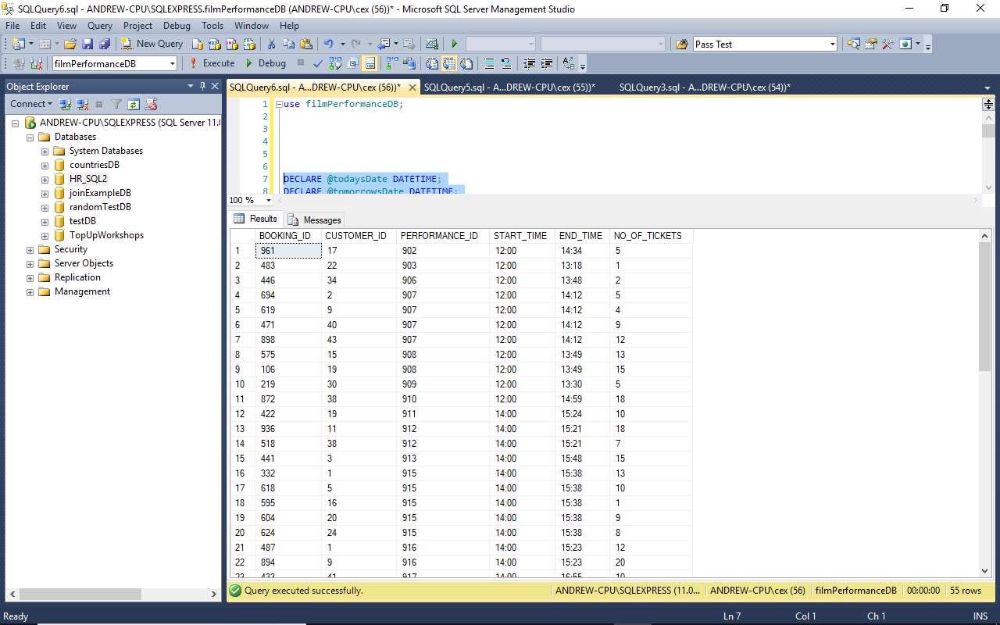 SQLQuery6.sql - ANDREW-CPU\SQLEXPRESS.filmPerformanceDB (ANDREW-CPU\cex (56))* - Microsoft SQL Server Management Studio
File Edit View Query Project Debug Tools Window Help
New Query Pass Test
filmPerformanceDB Execute Debug
Object Explorer
Connect
ANDREW-CPU\SQLEXPRESS (SQL Server 11.0
Databases
System Databases
countriesDB
HR_SQL2
joinExampleDB
randomTestDB
testDB
TopUpWorkshops
Security
Server Objects
Replication
Management
SQLQuery6.sql - A...DREW-CPU\cex (56))* SQLQuery5.sql - A...DREW-CPU\cex (55))* SQLQuery3.sql - A...DREW-CPU\cex (54))*
1 use filmPerformanceDB;
2
3
4
5
6
7 DECLARE @todaysDate DATETIME;
8 DECLARE @tomorrowsDate DATETIME;
100 %
Results Messages
BOOKING_ID CUSTOMER_ID PERFORMANCE_ID START_TIME END_TIME NO_OF_TICKETS
1 961 17 902 12:00 14:34 5
2 483 22 903 12:00 13:18 1
3 446 34 906 12:00 13:48 2
4 694 2 907 12:00 14:12 5
5 619 9 907 12:00 14:12 4
6 471 40 907 12:00 14:12 9
7 898 43 907 12:00 14:12 12
8 575 15 908 12:00 13:49 13
9 106 19 908 12:00 13:49 15
10 219 30 909 12:00 13:30 5
11 872 38 910 12:00 14:59 18
12 422 19 911 14:00 15:24 10
13 936 11 912 14:00 15:21 18
14 518 38 912 14:00 15:21 7
15 441 3 913 14:00 15:48 15
16 332 1 915 14:00 15:38 13
17 618 5 915 14:00 15:38 10
18 595 16 915 14:00 15:38 1
19 604 20 915 14:00 15:38 9
20 624 24 915 14:00 15:38 8
21 487 1 916 14:00 15:23 12
22 894 9 916 14:00 15:23 20
23 433 41 917 14:00 16:55 10
Query executed successfully. ANDREW-CPU\SQLEXPRESS (11.0... ANDREW-CPU\cex (56) filmPerformanceDB 00:00:00 55 rows
Ready Ln 7 Col 1 Ch 1 INS